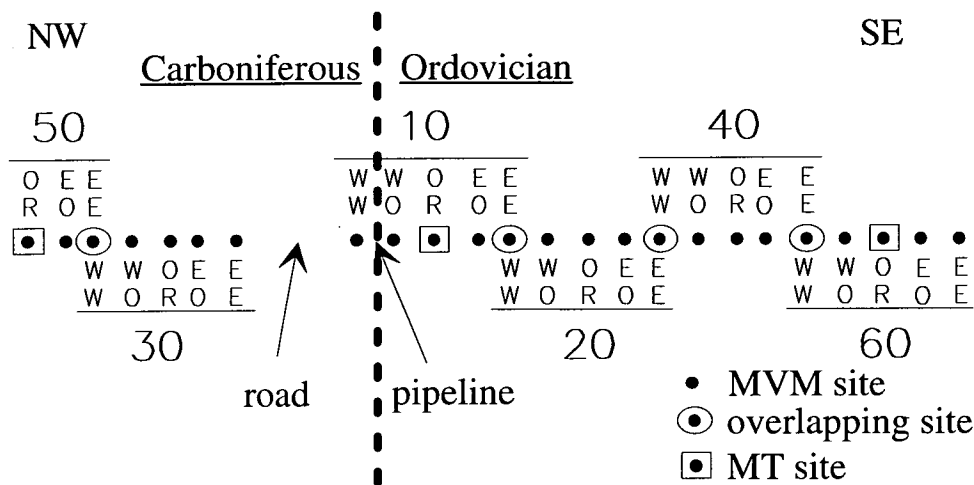 NW
SE
Carboniferous
Ordovician
50
10
40
O E E
R O E
W W O E E
W O R O E
W W O E E
W O R O E
W W O E E
W O R O E
W W O E E
W O R O E
W W O E E
W O R O E
30
20
60
road
pipeline
MVM site
overlapping site
MT site